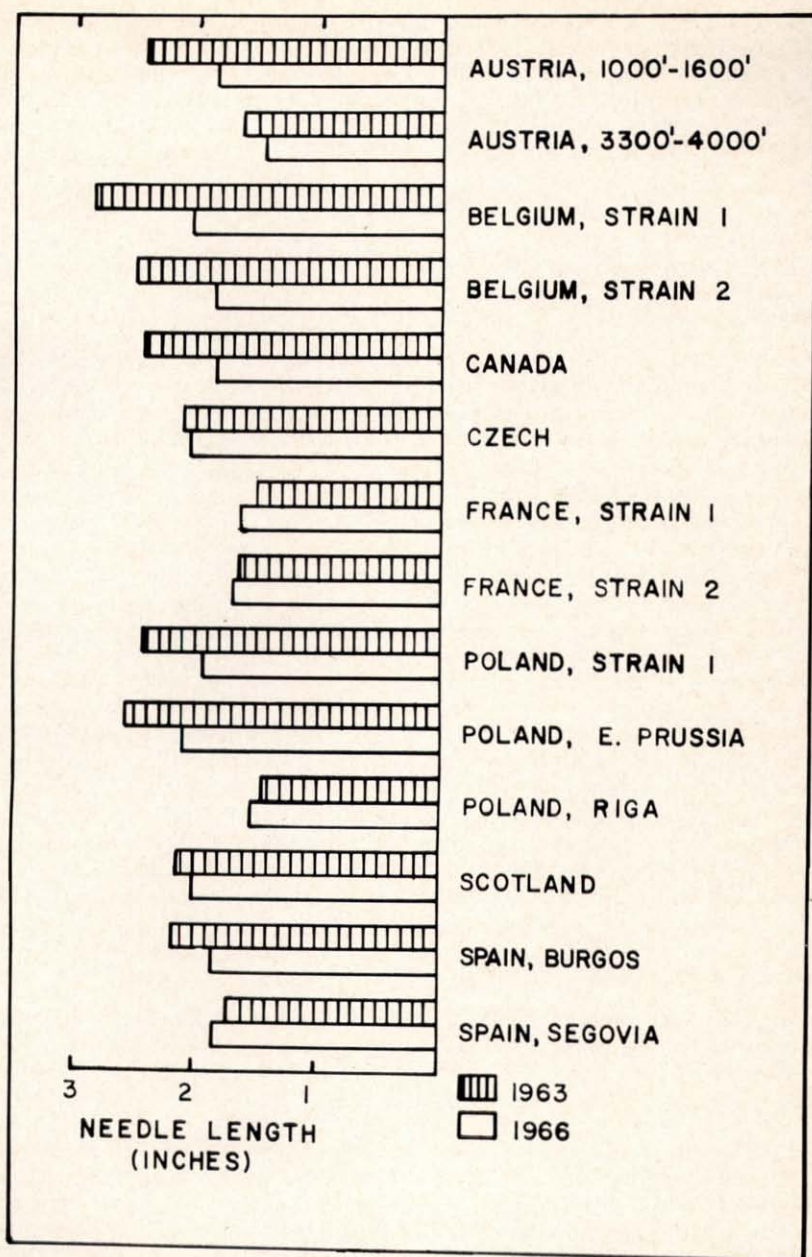 AUSTRIA, 1000'-1600'
AUSTRIA, 3300'-4000'
BELGIUM, STRAIN 1
BELGIUM, STRAIN 2
CANADA
CZECH
FRANCE, STRAIN 1
FRANCE, STRAIN 2
POLAND, STRAIN 1
POLAND, E. PRUSSIA
POLAND, RIGA
SCOTLAND
SPAIN, BURGOS
SPAIN, SEGOVIA
3 2 1
NEEDLE LENGTH
(INCHES)
1963
1966